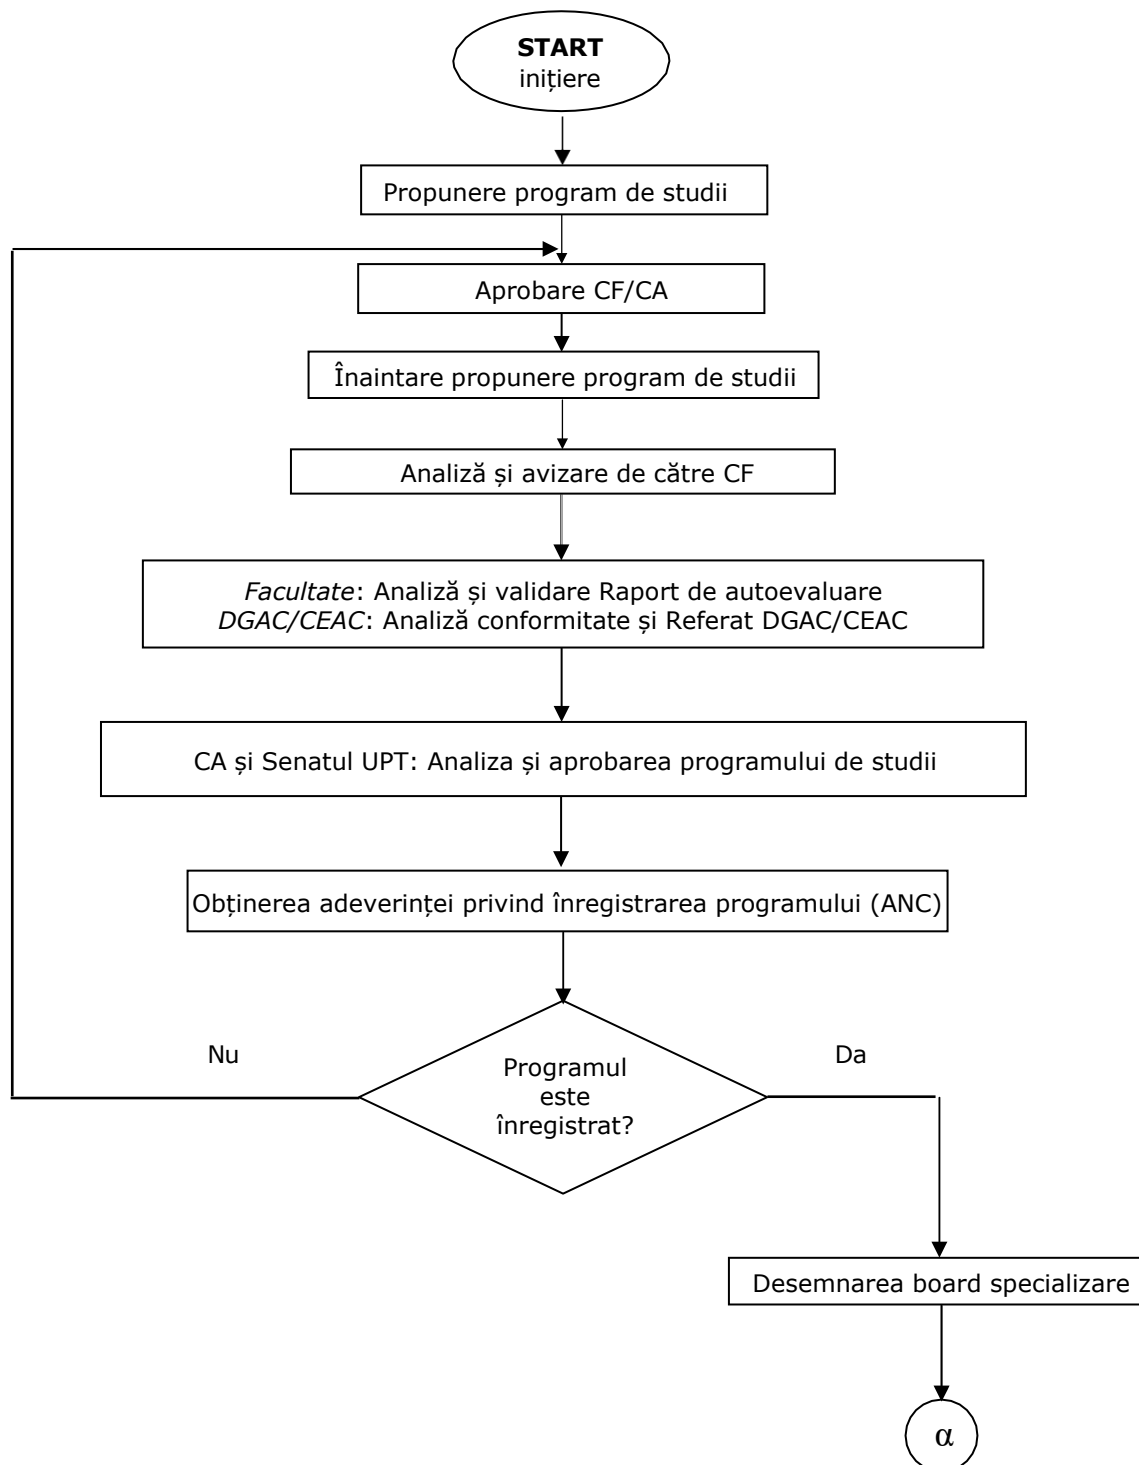 START
inițiere
Propunere program de studii
Aprobare CF/CA
Înaintare propunere program de studii
Analiză și avizare de către CF
Facultate: Analiză și validare Raport de autoevaluare
DGAC/CEAC: Analiză conformitate și Referat DGAC/CEAC
CA și Senatul UPT: Analiza și aprobarea programului de studii
Obținerea adeverinței privind înregistrarea programului (ANC)
Nu
Da
Programul
este
înregistrat?
Desemnarea board specializare
α